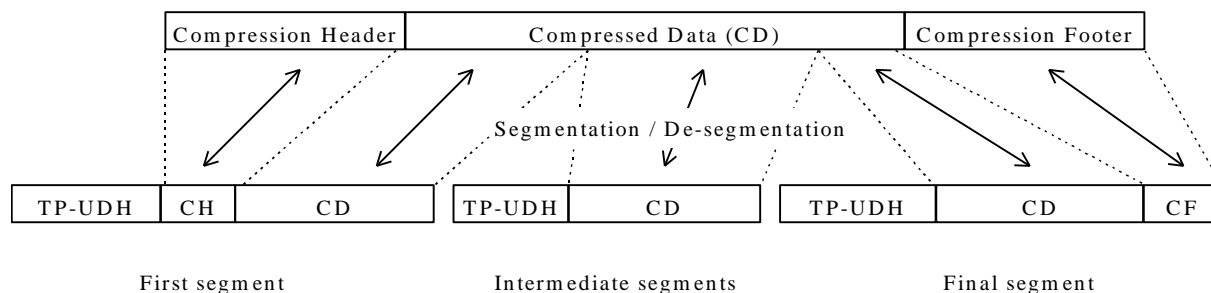 Compression Header Compressed Data (CD) Compression Footer
Segmentation / De-segmentation
TP-UDH CH CD TP-UDH CD TP-UDH CD CF
First segment Intermediate segments Final segment